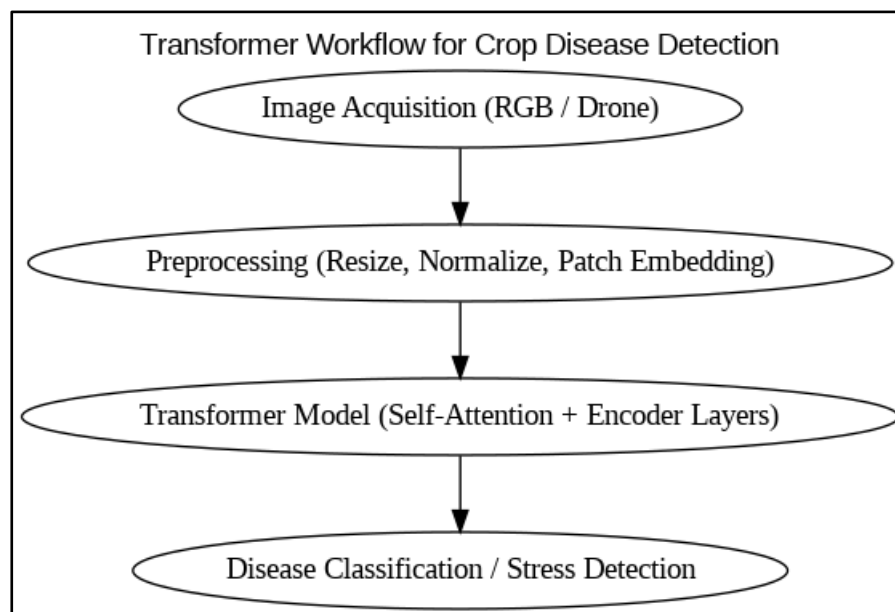 Transformer Workflow for Crop Disease Detection
Image Acquisition (RGB / Drone)
Preprocessing (Resize, Normalize, Patch Embedding)
Transformer Model (Self-Attention + Encoder Layers)
Disease Classification / Stress Detection